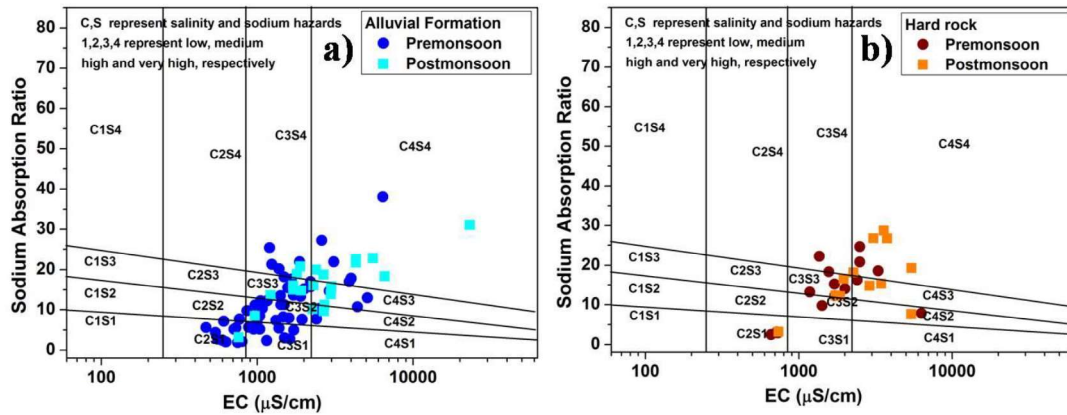 C,S represent salinity and sodium hazards
1,2,3,4 represent low, medium
high and very high, respectively
Alluvial Formation
Premonsoon
Postmonsoon
a)
Sodium Absorption Ratio
85
80
70
60
50
40
30
20
10
0
C1S4
C2S4
C3S4
C4S4
C1S3
C2S3
C3S3
C4S3
C1S2
C2S2
C3S2
C4S2
C1S1
C2S1
C3S1
C4S1
100
1000
10000
EC (μS/cm)
C,S represent salinity and sodium hazards
1,2,3,4 represent low, medium
high and very high, respectively
Hard rock
Premonsoon
Postmonsoon
b)
Sodium Absorption Ratio
85
80
70
60
50
40
30
20
10
0
C1S4
C2S4
C3S4
C4S4
C1S3
C2S3
C3S3
C4S3
C1S2
C2S2
C3S2
C4S2
C1S1
C2S1
C3S1
C4S1
100
1000
10000
EC (μS/cm)